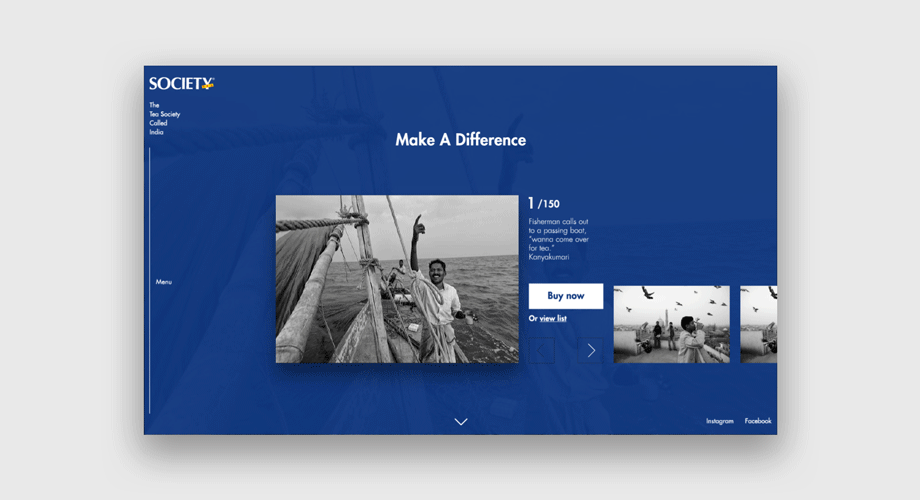 SOCIETY
The
Tea Society
Called
India
Make A Difference
1 /150
Fisherman calls out
to a passing boat,
"wanna come over
for tea."
Kanyakumari
Menu
Buy now
Or view list
Instagram
Facebook